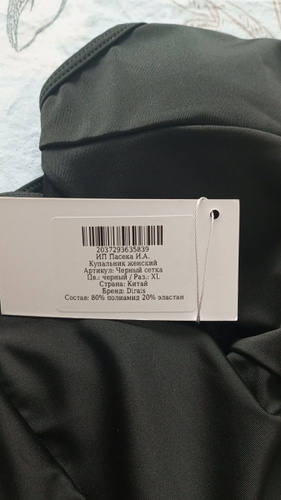 2037293635839
ИП Пасека И.А.
Купальник женский
Артикул: Черный сетка
Цв.: черный / Раз.: XL
Страна: Китай
Бренд: Dirais
Состав: 80% полиамид 20% эластан